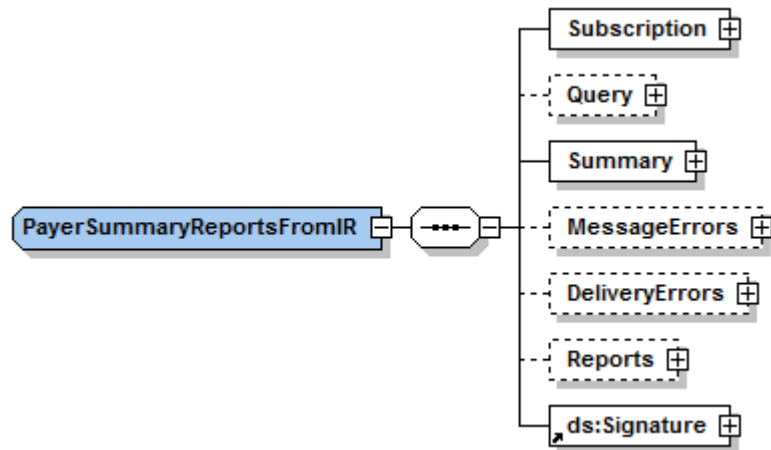 Subscription
Query
Summary
PayerSummaryReportsFromIR
MessageErrors
DeliveryErrors
Reports
ds:Signature